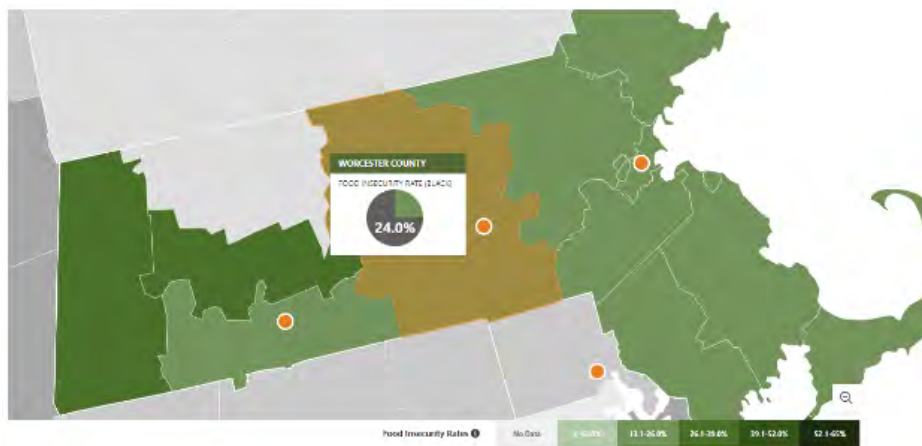 WORCESTER COUNTY
FOOD INSECURITY RATE (BLACK)
24.0%
Food Insecurity Rates
No Data
13.1-26.0%
26.1-39.0%
39.1-52.0%
52.1-65%